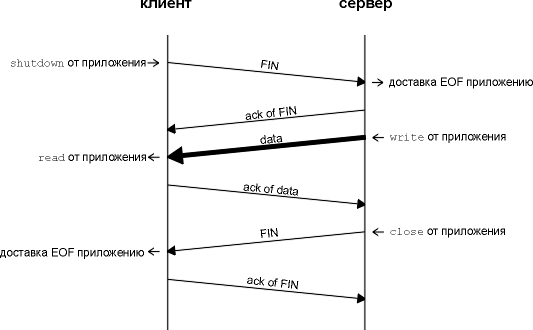 клиент
сервер
shutdown от приложения
FIN
доставка EOF приложению
ack of FIN
data
write от приложения
read от приложения
ack of data
FIN
close от приложения
доставка EOF приложению
ack of FIN